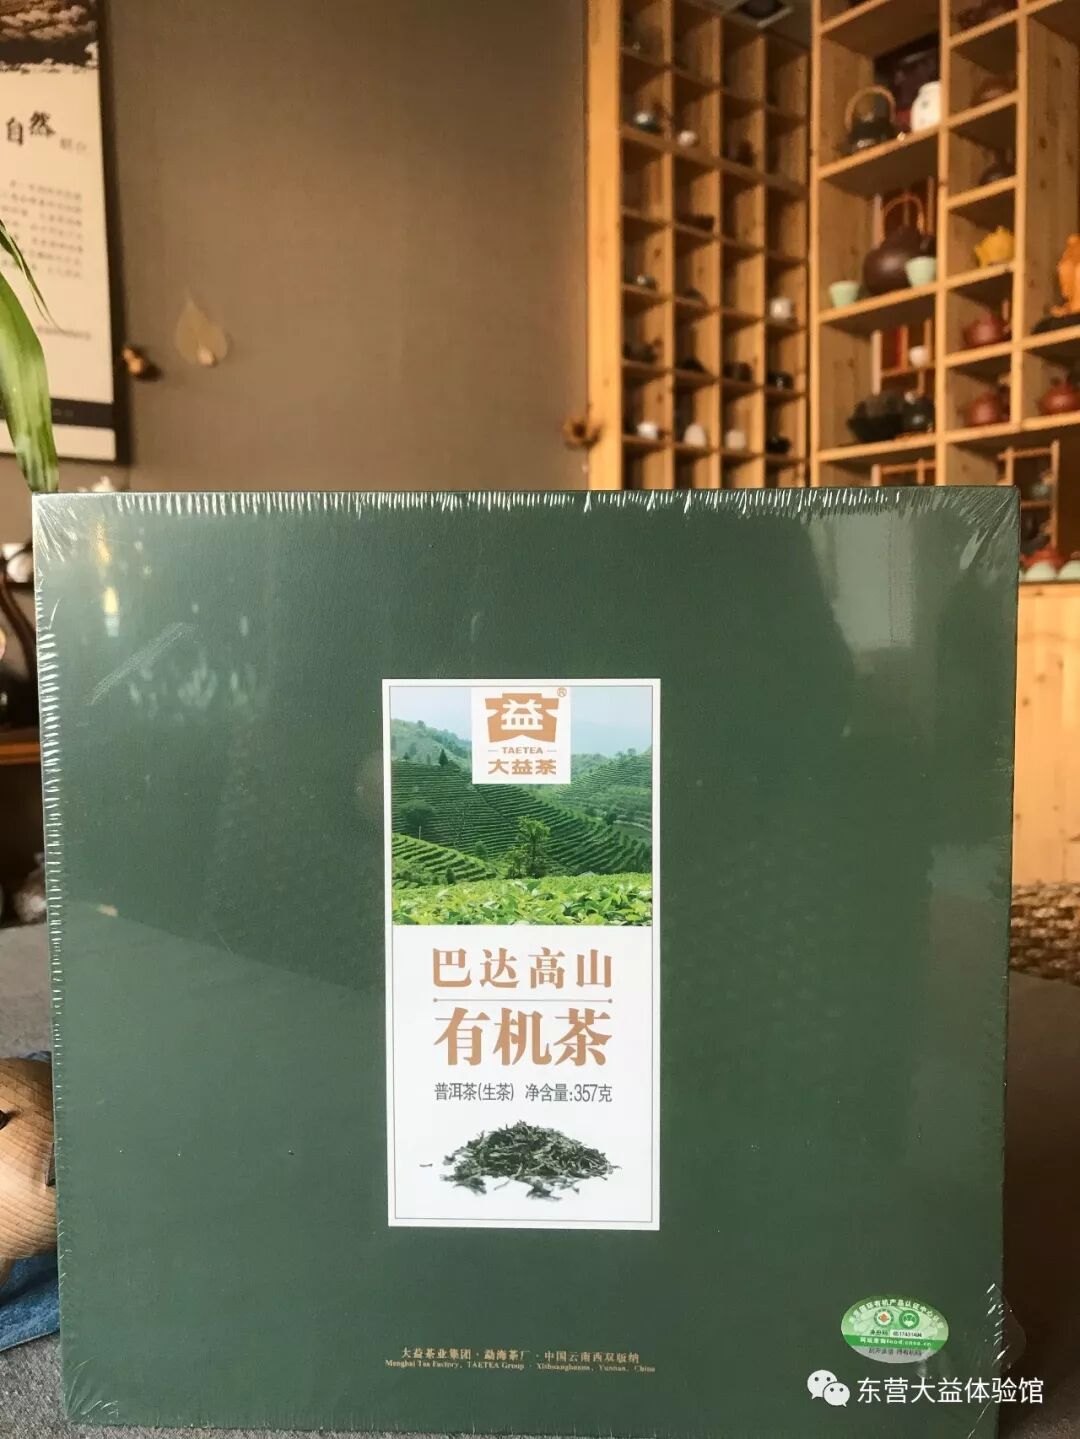 自然
益
®
TAETEA
大益茶
巴达高山
有机茶
普洱茶(生茶) 净含量:357克
大益茶业集团·勐海茶厂·中国云南西双版纳
Menghai Tea Factory, TAETEA Group · Xishuangbanna, Yunnan, China
东营大益体验馆